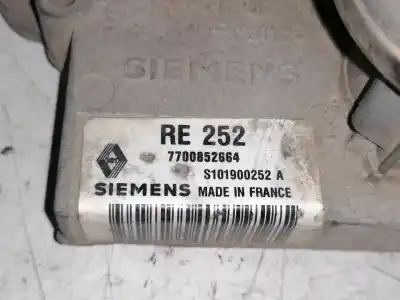 SIEMENS
RE 252
7700852664
S101900252 A
SIEMENS MADE IN FRANCE